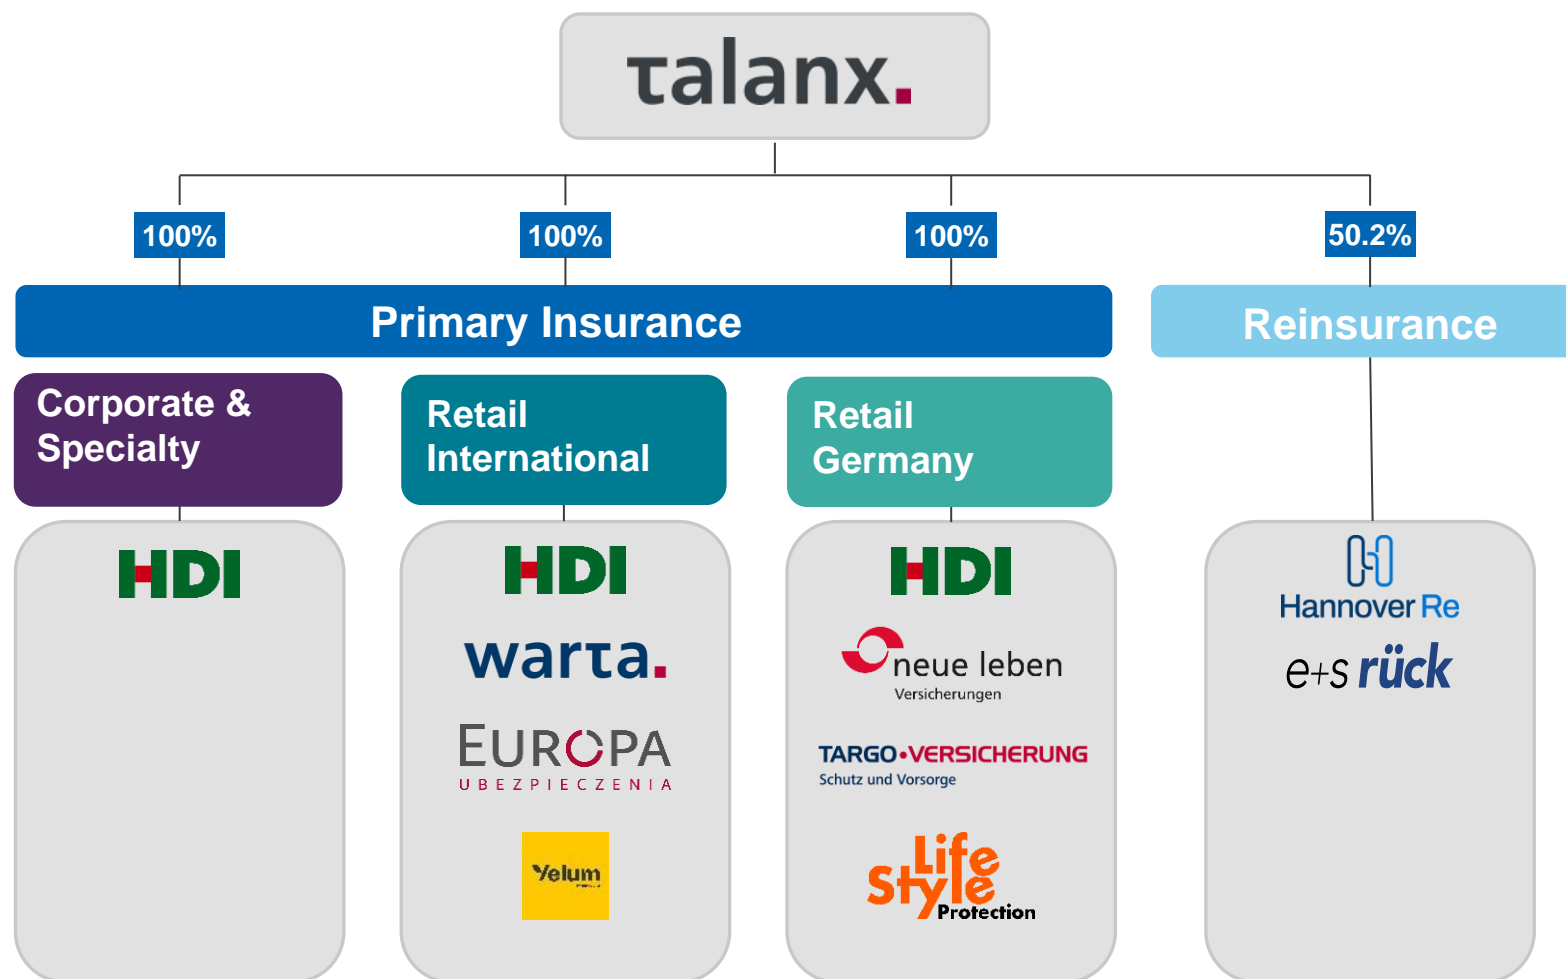 talanx.
100%
100%
100%
50.2%
Primary Insurance
Reinsurance
Corporate &
Specialty
Retail
International
Retail
Germany
HDI
HDI
warta.
EUROPA
UBEZPIECZENIA
Yelum
HDI
neue leben
Versicherungen
TARGO•VERSICHERUNG
Schutz und Vorsorge
Life
Style
Protection
Hannover Re
e+s rück